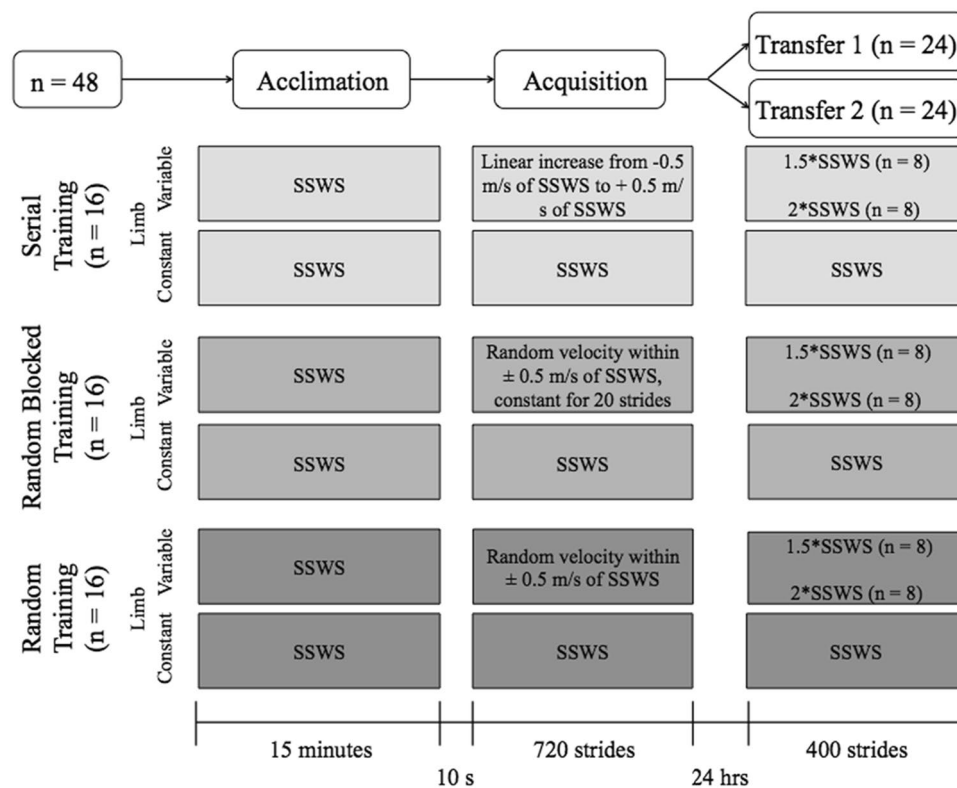 n = 48
Acclimation
Acquisition
Transfer 1 (n = 24)
Transfer 2 (n = 24)
Serial
Training
(n = 16)
Limb
Variable
Constant
SSWS
Linear increase from -0.5
m/s of SSWS to + 0.5 m/
s of SSWS
1.5*SSWS (n = 8)
2*SSWS (n = 8)
SSWS
SSWS
SSWS
Random Blocked
Training
(n = 16)
Limb
Variable
Constant
SSWS
Random velocity within
± 0.5 m/s of SSWS,
constant for 20 strides
1.5*SSWS (n = 8)
2*SSWS (n = 8)
SSWS
SSWS
SSWS
Random
Training
(n = 16)
Limb
Variable
Constant
SSWS
Random velocity within
± 0.5 m/s of SSWS
1.5*SSWS (n = 8)
2*SSWS (n = 8)
SSWS
SSWS
SSWS
15 minutes
10 s
720 strides
24 hrs
400 strides